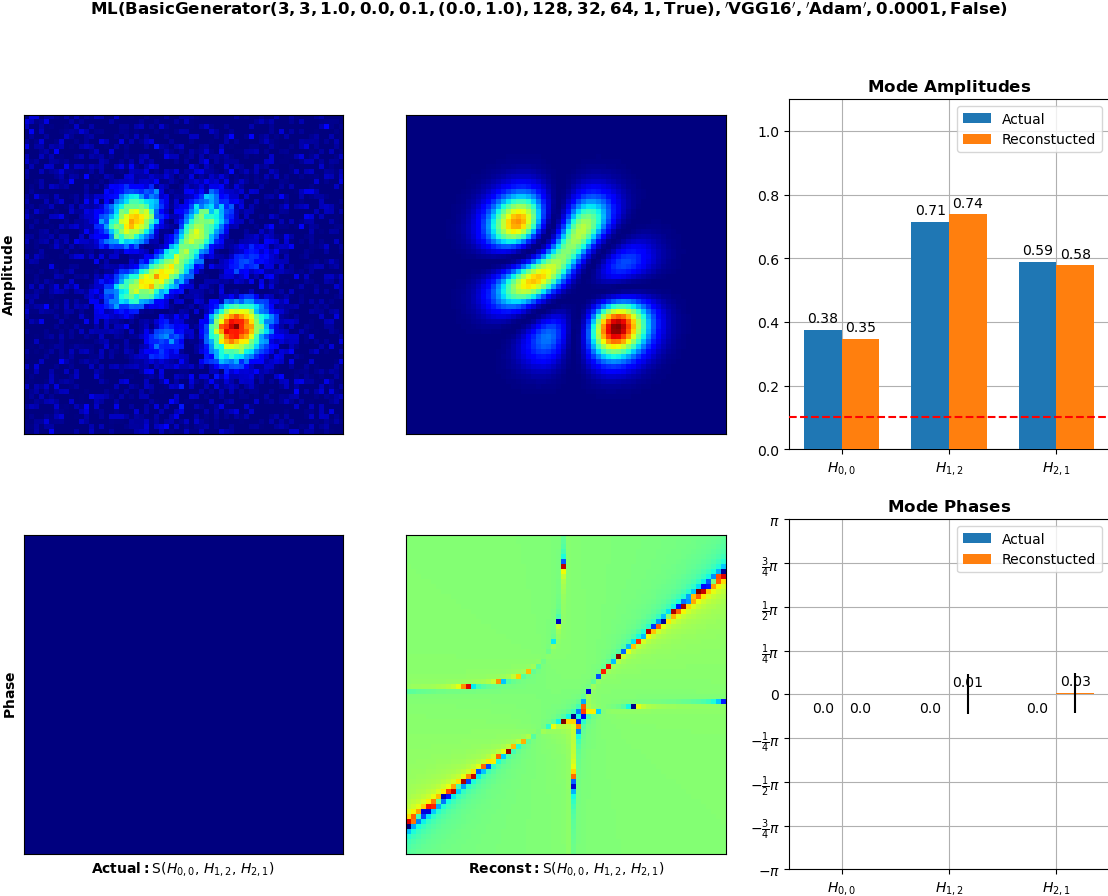 ML(BasicGenerator(3, 3, 1.0, 0.0, 0.1, (0.0, 1.0), 128, 32, 64, 1, True), 'VGG16', 'Adam', 0.0001, False)
Amplitude
Mode Amplitudes
Actual
Reconstucted
1.0
0.8
0.6
0.4
0.2
0.0
0.38
0.35
0.71
0.74
0.59
0.58
H0,0
H1,2
H2,1
Phase
Actual: S(H0,0, H1,2, H2,1)
Reconst: S(H0,0, H1,2, H2,1)
Mode Phases
Actual
Reconstucted
π
3/4π
1/2π
1/4π
0
−1/4π
−1/2π
−3/4π
−π
0.0
0.0
0.0
0.01
0.0
0.03
H0,0
H1,2
H2,1